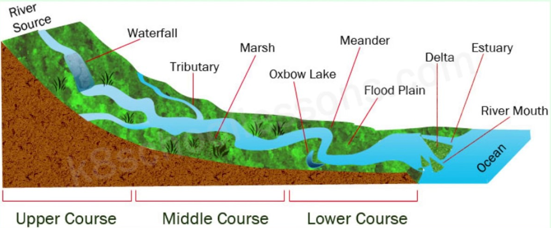 River
Source
Waterfall
Tributary
Marsh
Oxbow Lake
Meander
Flood Plain
Delta
Estuary
River Mouth
Ocean
Upper Course
Middle Course
Lower Course